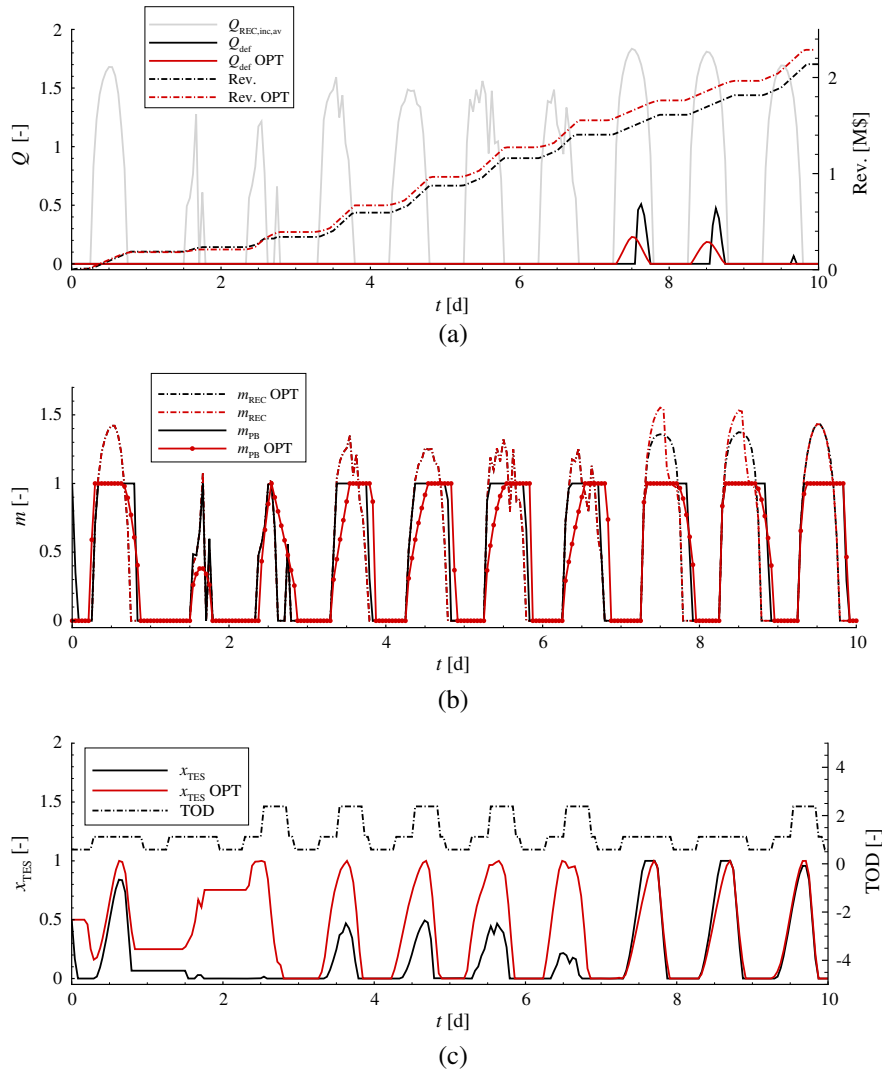 Q_REC,inc,av
Q_def
Q_def OPT
Rev.
Rev. OPT
2
1.5
1
0.5
0
Q [-]
2
1
0
Rev. [M$]
0 2 4 6 8 10
t [d]
(a)
m_REC OPT
m_REC
m_PB
m_PB OPT
1.5
1
0.5
0
m [-]
0 2 4 6 8 10
t [d]
(b)
x_TES
x_TES OPT
TOD
2
1.5
1
0.5
0
x_TES [-]
4
2
0
-2
-4
TOD [-]
0 2 4 6 8 10
t [d]
(c)